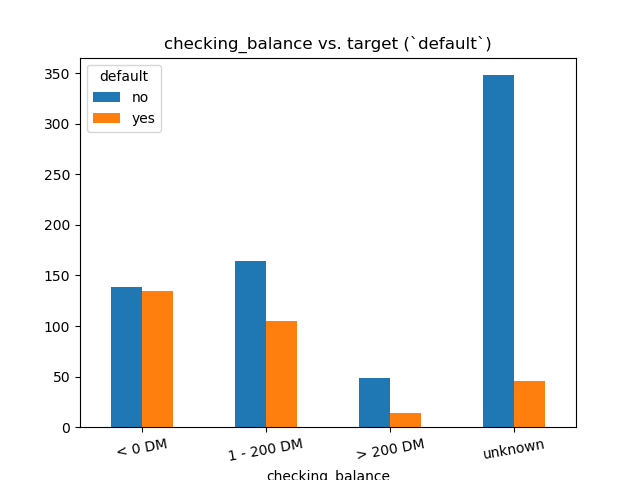 checking_balance vs. target (`default`)
default
no
yes
350
300
250
200
150
100
50
0
< 0 DM
1 - 200 DM
> 200 DM
unknown
checking_balance